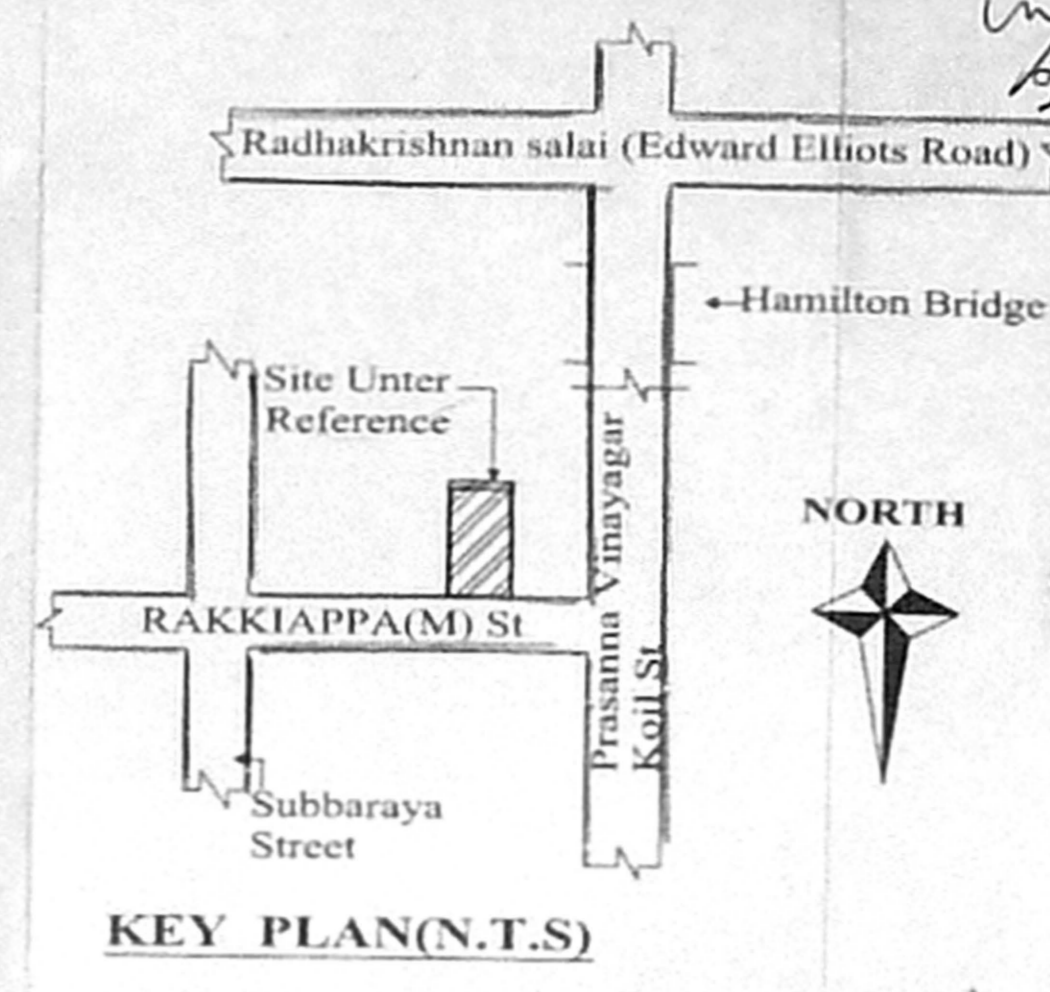 Radhakrishnan salai (Edward Elliots Road)
Hamilton Bridge
Site Unter
Reference
NORTH
Prasanna Vinayagar
Koil St
RAKKIAPPA(M) St
Subbaraya
Street
KEY PLAN(N.T.S)